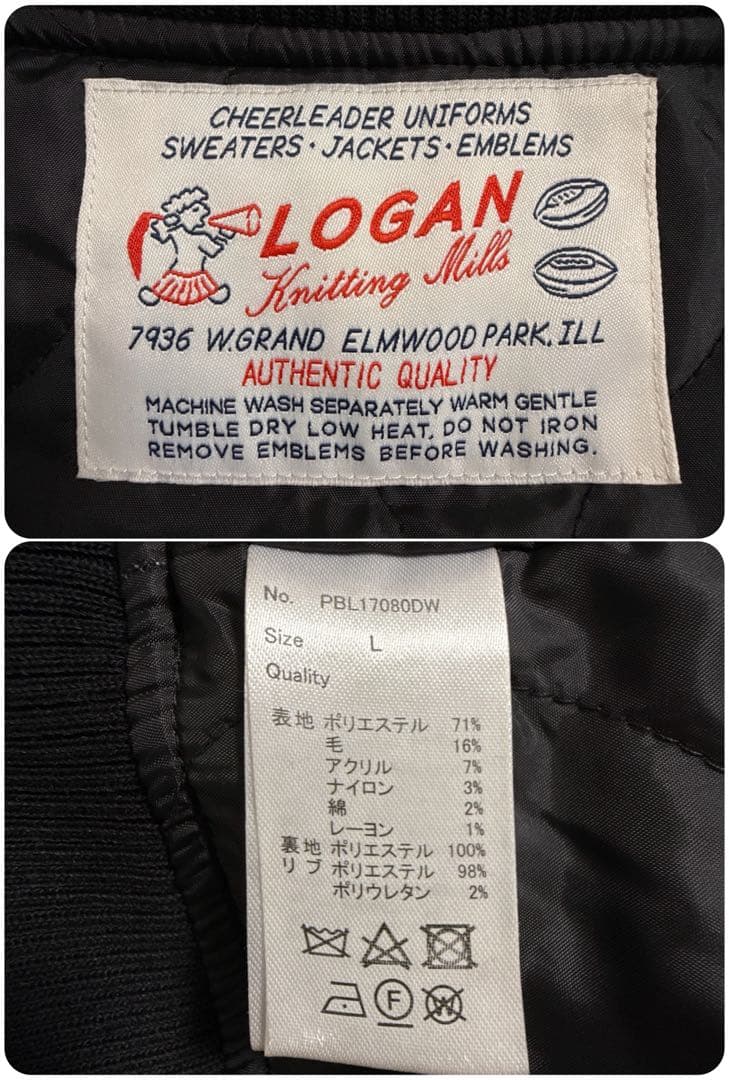 CHEERLEADER UNIFORMS
SWEATERS・JACKETS・EMBLEMS
LOGAN
Knitting Mills
7936 W.GRAND ELMWOOD PARK, ILL
AUTHENTIC QUALITY
MACHINE WASH SEPARATELY WARM GENTLE
TUMBLE DRY LOW HEAT, DO NOT IRON
REMOVE EMBLEMS BEFORE WASHING.
No. PBL17080DW
Size L
Quality
表地 ポリエステル 71%
毛 16%
アクリル 7%
ナイロン 3%
綿 2%
レーヨン 1%
裏地 ポリエステル 100%
リブ ポリエステル 98%
ポリウレタン 2%
F W